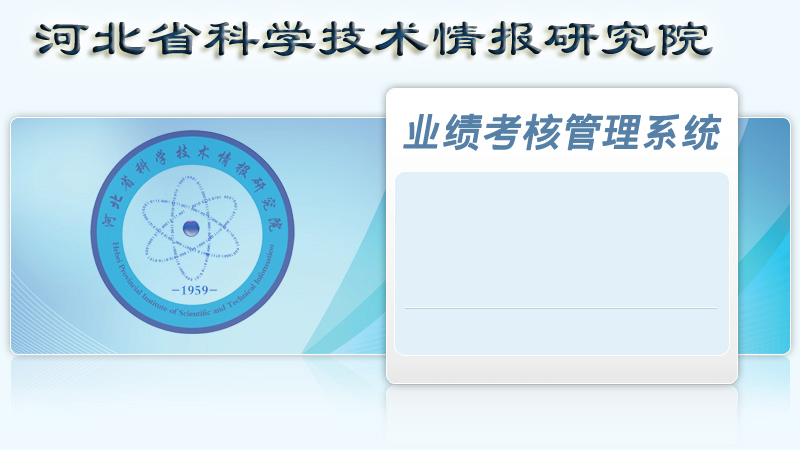 河北省科学技术情报研究院
业绩考核管理系统
河北省科学技术情报研究院
-1959-
Hebei Provincial Institute of Scientific and Technical Information